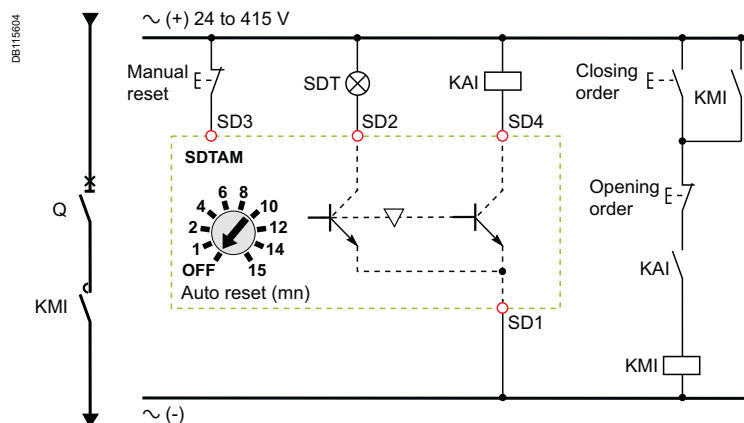 DB115604
∼ (+) 24 to 415 V
Manual
reset
SDT
KAI
Closing
order
KMI
SD3
SD2
SD4
SDTAM
Q
6
8
4
10
2
12
1
14
OFF
15
Auto reset (mn)
Opening
order
KAI
KMI
SD1
KMI
∼ (-)